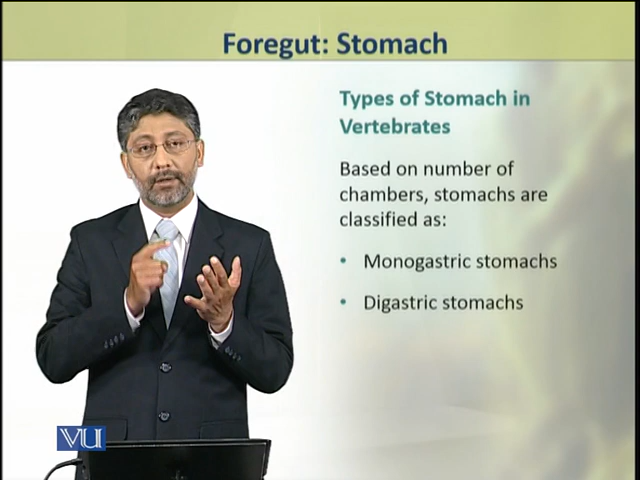 Foregut: Stomach
Types of Stomach in
Vertebrates
Based on number of
chambers, stomachs are
classified as:
• Monogastric stomachs
• Digastric stomachs
VU